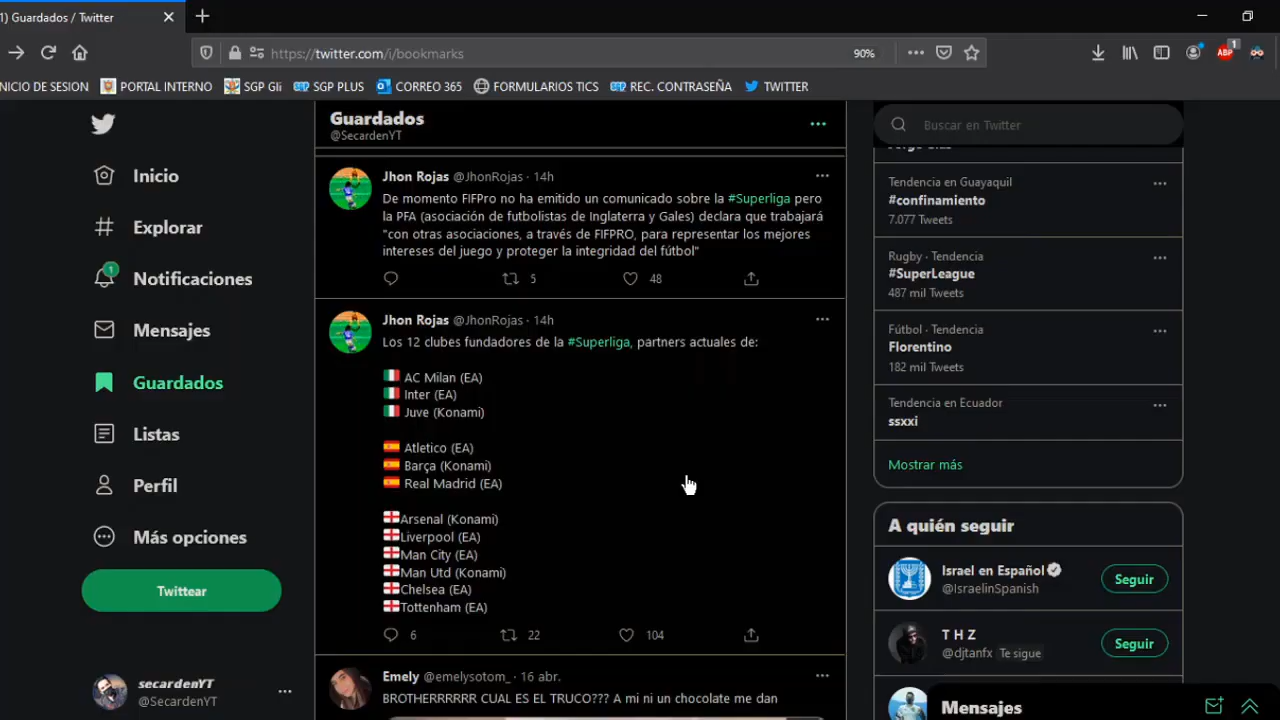 1) Guardados / Twitter
https://twitter.com/i/bookmarks
90%
ABP
1
NICIO DE SESION
PORTAL INTERNO
SGP Gli
SGP PLUS
CORREO 365
FORMULARIOS TICS
REC. CONTRASEÑA
TWITTER
Inicio
Explorar
1
Notificaciones
Mensajes
Guardados
Listas
Perfil
Más opciones
Twittear
secardenYT
@SecardenYT
Guardados
@SecardenYT
Jhon Rojas @JhonRojas · 14h
De momento FIFPro no ha emitido un comunicado sobre la #Superliga pero
la PFA (asociación de futbolistas de Inglaterra y Gales) declara que trabajará
"con otras asociaciones, a través de FIFPRO, para representar los mejores
intereses del juego y proteger la integridad del fútbol"
5 48
Jhon Rojas @JhonRojas · 14h
Los 12 clubes fundadores de la #Superliga, partners actuales de:
AC Milan (EA)
Inter (EA)
Juve (Konami)
Atletico (EA)
Barça (Konami)
Real Madrid (EA)
Arsenal (Konami)
Liverpool (EA)
Man City (EA)
Man Utd (Konami)
Chelsea (EA)
Tottenham (EA)
6 22 104
Emely @emelysotom_ · 16 abr.
BROTHERRRRRR CUAL ES EL TRUCO??? A mi ni un chocolate me dan
Buscar en Twitter
Tendencia en Guayaquil
#confinamiento
7.077 Tweets
Rugby · Tendencia
#SuperLeague
487 mil Tweets
Fútbol · Tendencia
Florentino
182 mil Tweets
Tendencia en Ecuador
ssxxi
Mostrar más
A quién seguir
Israel en Español
@IsraelinSpanish
Seguir
T H Z
@djtanfx Te sigue
Seguir
Mensajes